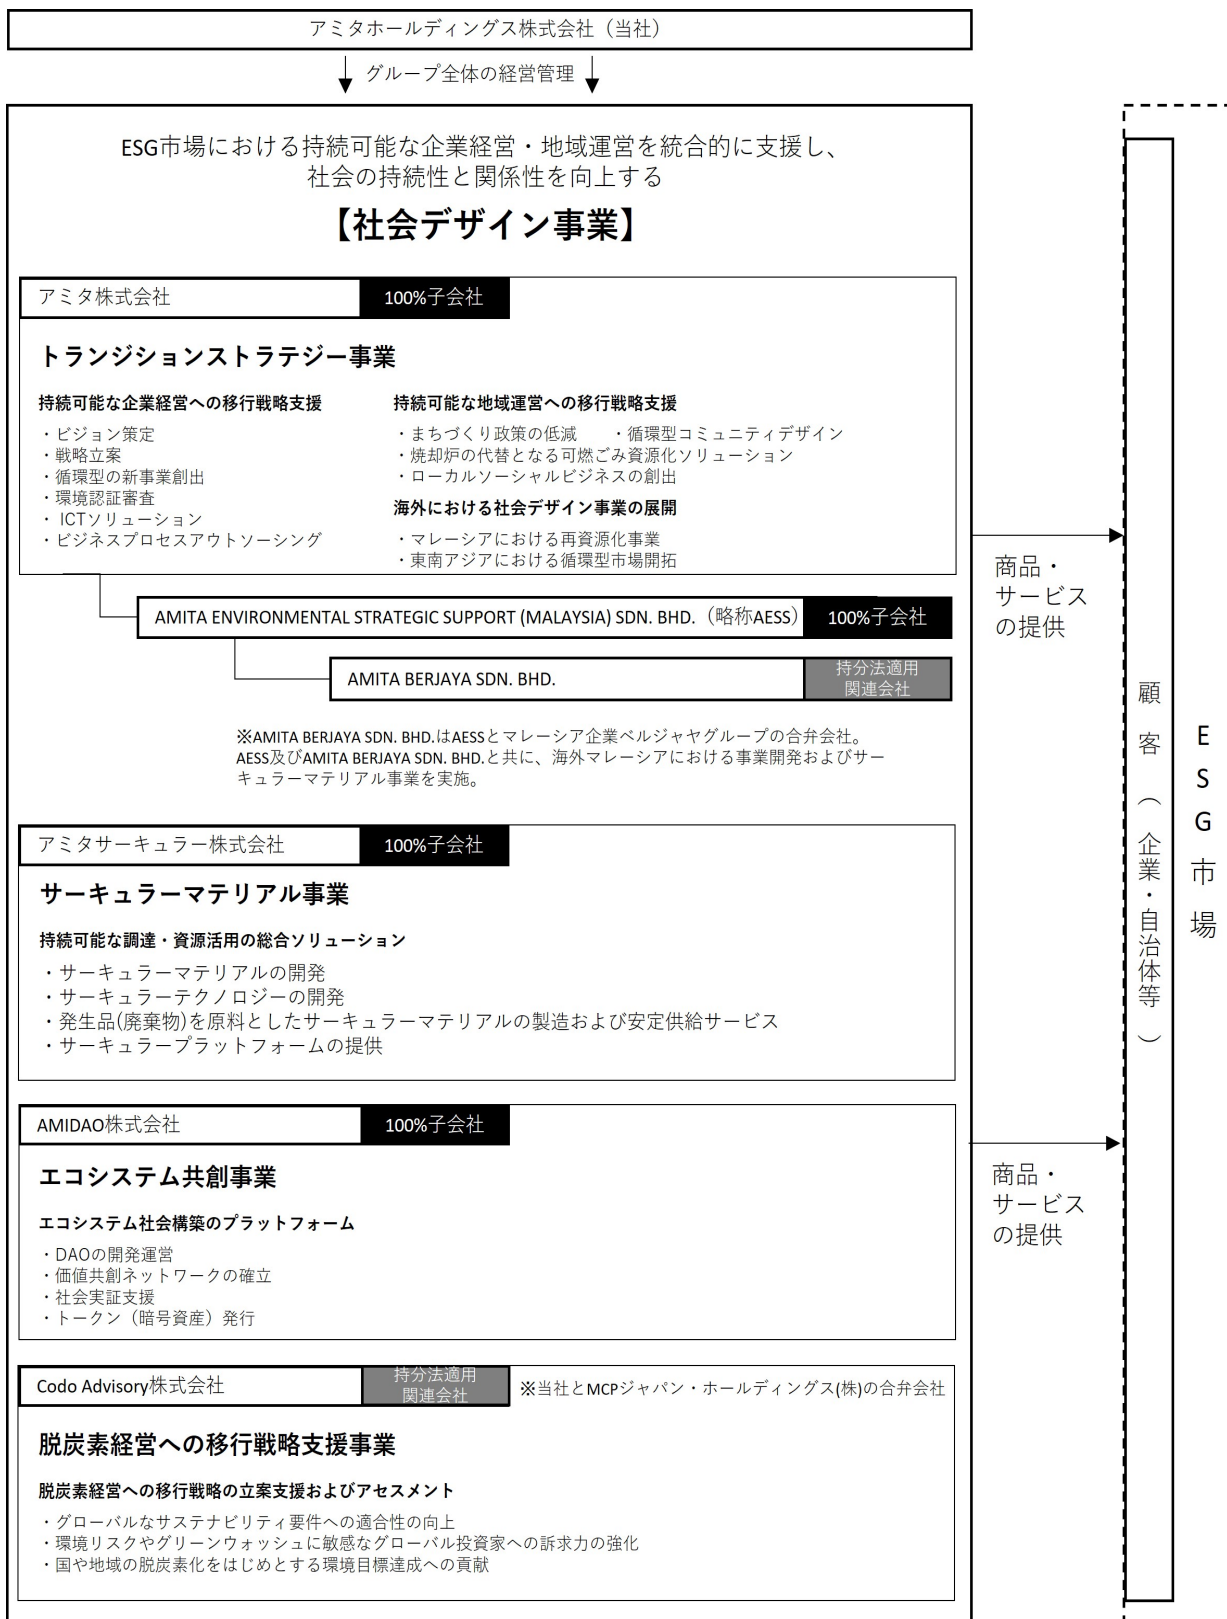 アミタホールディングス株式会社（当社）
グループ全体の経営管理
ESG市場における持続可能な企業経営・地域運営を統合的に支援し、
社会の持続性と関係性を向上する
【社会デザイン事業】
アミタ株式会社
100%子会社
トランジションストラテジー事業
持続可能な企業経営への移行戦略支援
・ビジョン策定
・戦略立案
・循環型の新事業創出
・環境認証審査
・ICTソリューション
・ビジネスプロセスアウトソーシング
持続可能な地域運営への移行戦略支援
・まちづくり政策の低減　・循環型コミュニティデザイン
・焼却炉の代替となる可燃ごみ資源化ソリューション
・ローカルソーシャルビジネスの創出
海外における社会デザイン事業の展開
・マレーシアにおける再資源化事業
・東南アジアにおける循環型市場開拓
AMITA ENVIRONMENTAL STRATEGIC SUPPORT (MALAYSIA) SDN. BHD.（略称AESS）
100%子会社
AMITA BERJAYA SDN. BHD.
持分法適用
関連会社
※AMITA BERJAYA SDN. BHD.はAESSとマレーシア企業ベルジャヤグループの合弁会社。
AESS及びAMITA BERJAYA SDN. BHD.と共に、海外マレーシアにおける事業開発およびサー
キュラーマテリアル事業を実施。
アミタサーキュラー株式会社
100%子会社
サーキュラーマテリアル事業
持続可能な調達・資源活用の総合ソリューション
・サーキュラーマテリアルの開発
・サーキュラーテクノロジーの開発
・発生品(廃棄物)を原料としたサーキュラーマテリアルの製造および安定供給サービス
・サーキュラープラットフォームの提供
AMIDAO株式会社
100%子会社
エコシステム共創事業
エコシステム社会構築のプラットフォーム
・DAOの開発運営
・価値共創ネットワークの確立
・社会実証支援
・トークン（暗号資産）発行
Codo Advisory株式会社
持分法適用
関連会社
※当社とMCPジャパン・ホールディングス(株)の合弁会社
脱炭素経営への移行戦略支援事業
脱炭素経営への移行戦略の立案支援およびアセスメント
・グローバルなサステナビリティ要件への適合性の向上
・環境リスクやグリーンウォッシュに敏感なグローバル投資家への訴求力の強化
・国や地域の脱炭素化をはじめとする環境目標達成への貢献
商品・
サービス
の提供
商品・
サービス
の提供
顧客（企業・自治体等）
ESG市場